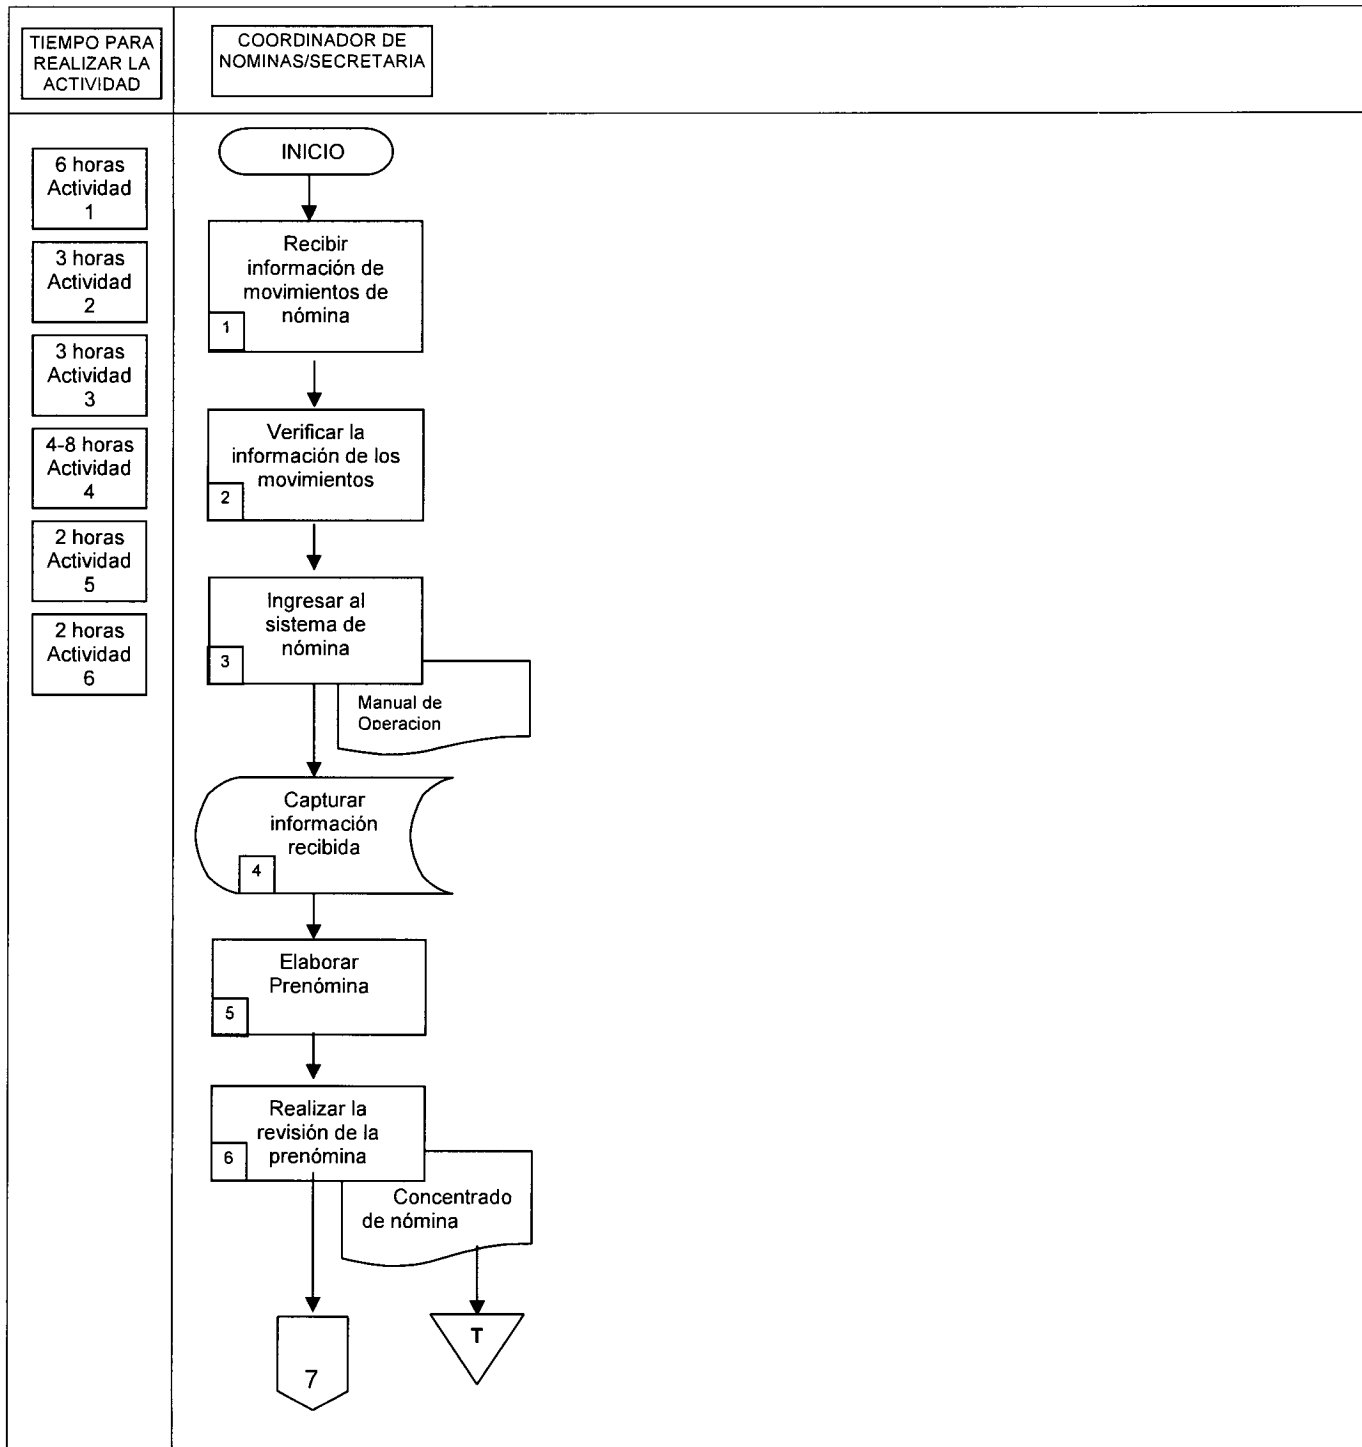 TIEMPO PARA
REALIZAR LA
ACTIVIDAD
COORDINADOR DE
NOMINAS/SECRETARIA
6 horas
Actividad
1
3 horas
Actividad
2
3 horas
Actividad
3
4-8 horas
Actividad
4
2 horas
Actividad
5
2 horas
Actividad
6
INICIO
Recibir
información de
movimientos de
nómina
1
Verificar la
información de los
movimientos
2
Ingresar al
sistema de
nómina
3
Manual de
Operacion
Capturar
información
recibida
4
Elaborar
Prenómina
5
Realizar la
revisión de la
prenómina
6
Concentrado
de nómina
7
T